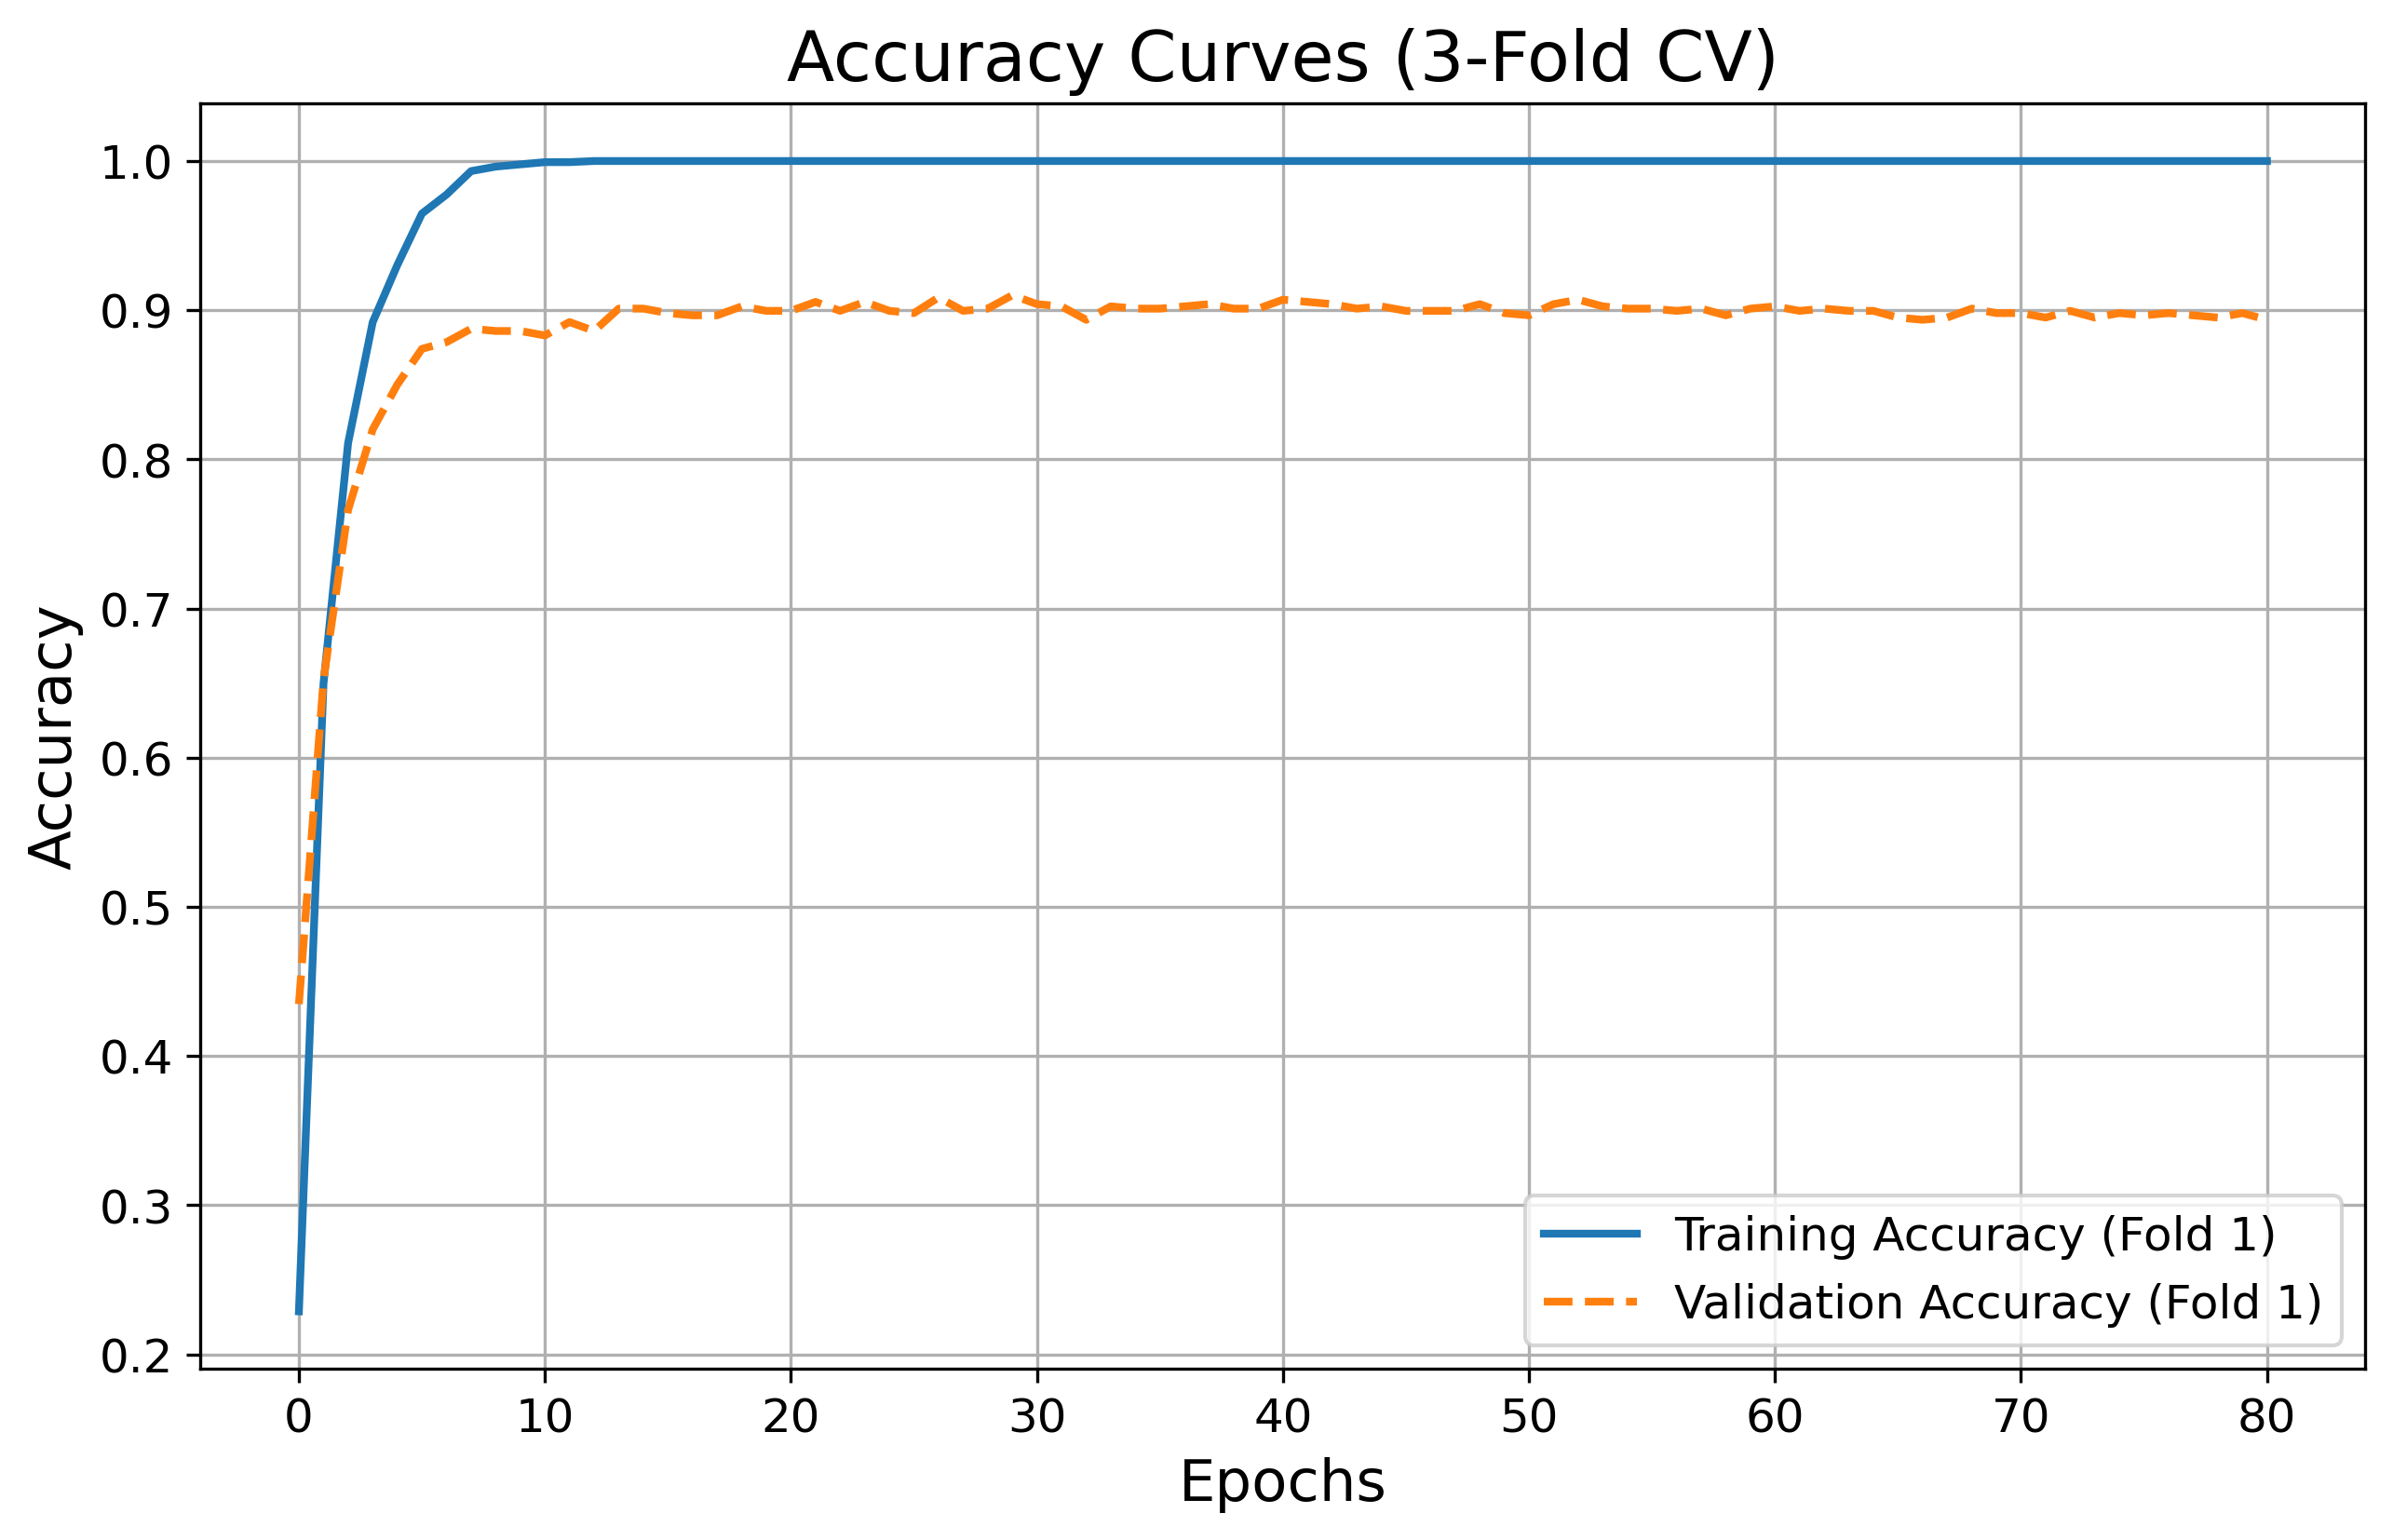 Accuracy Curves (3-Fold CV)
Accuracy
1.0
0.9
0.8
0.7
0.6
0.5
0.4
0.3
0.2
0 10 20 30 40 50 60 70 80
Epochs
Training Accuracy (Fold 1)
Validation Accuracy (Fold 1)